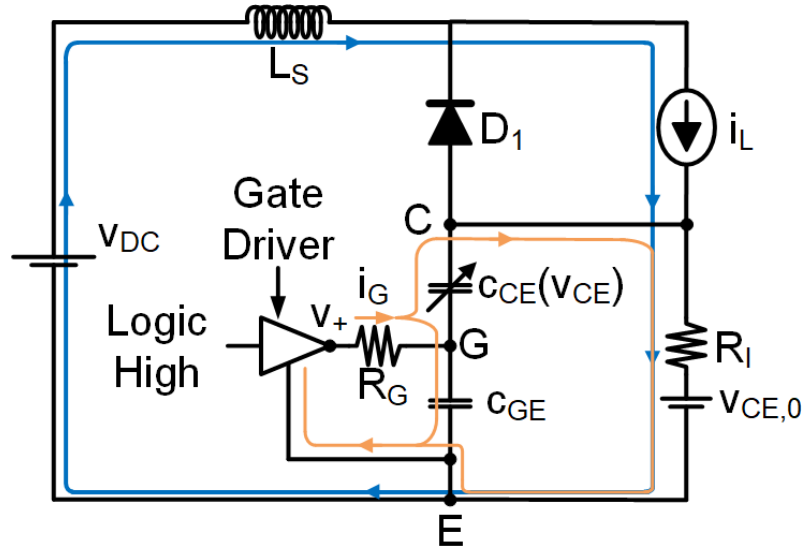 L_S
D_1
i_L
C
Gate
Driver
v_DC
i_G
c_CE(v_CE)
Logic
High
v_+
G
R_G
c_GE
R_I
v_CE,0
E